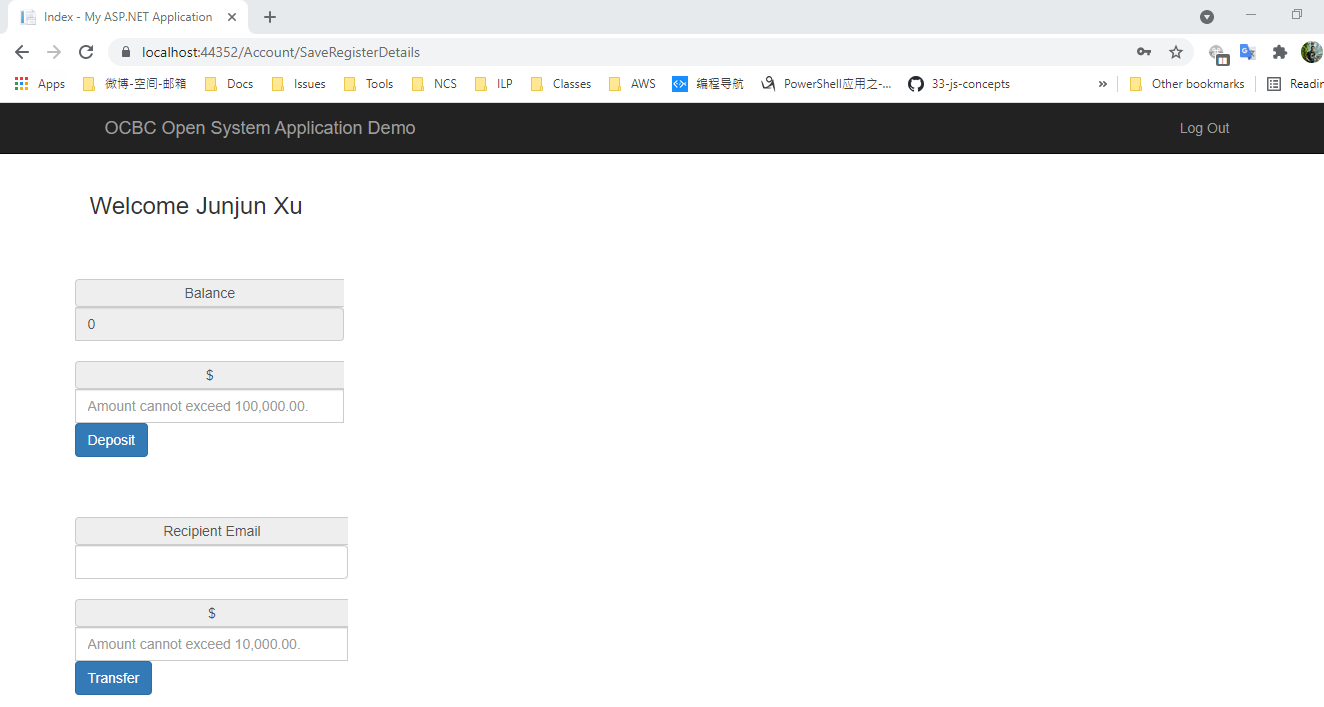 Index - My ASP.NET Application
localhost:44352/Account/SaveRegisterDetails
Apps 微博-空间-邮箱 Docs Issues Tools NCS ILP Classes AWS 编程导航 PowerShell应用之-... 33-js-concepts » Other bookmarks Readin
OCBC Open System Application Demo Log Out
Welcome Junjun Xu
Balance
0
$
Amount cannot exceed 100,000.00.
Deposit
Recipient Email
$
Amount cannot exceed 10,000.00.
Transfer